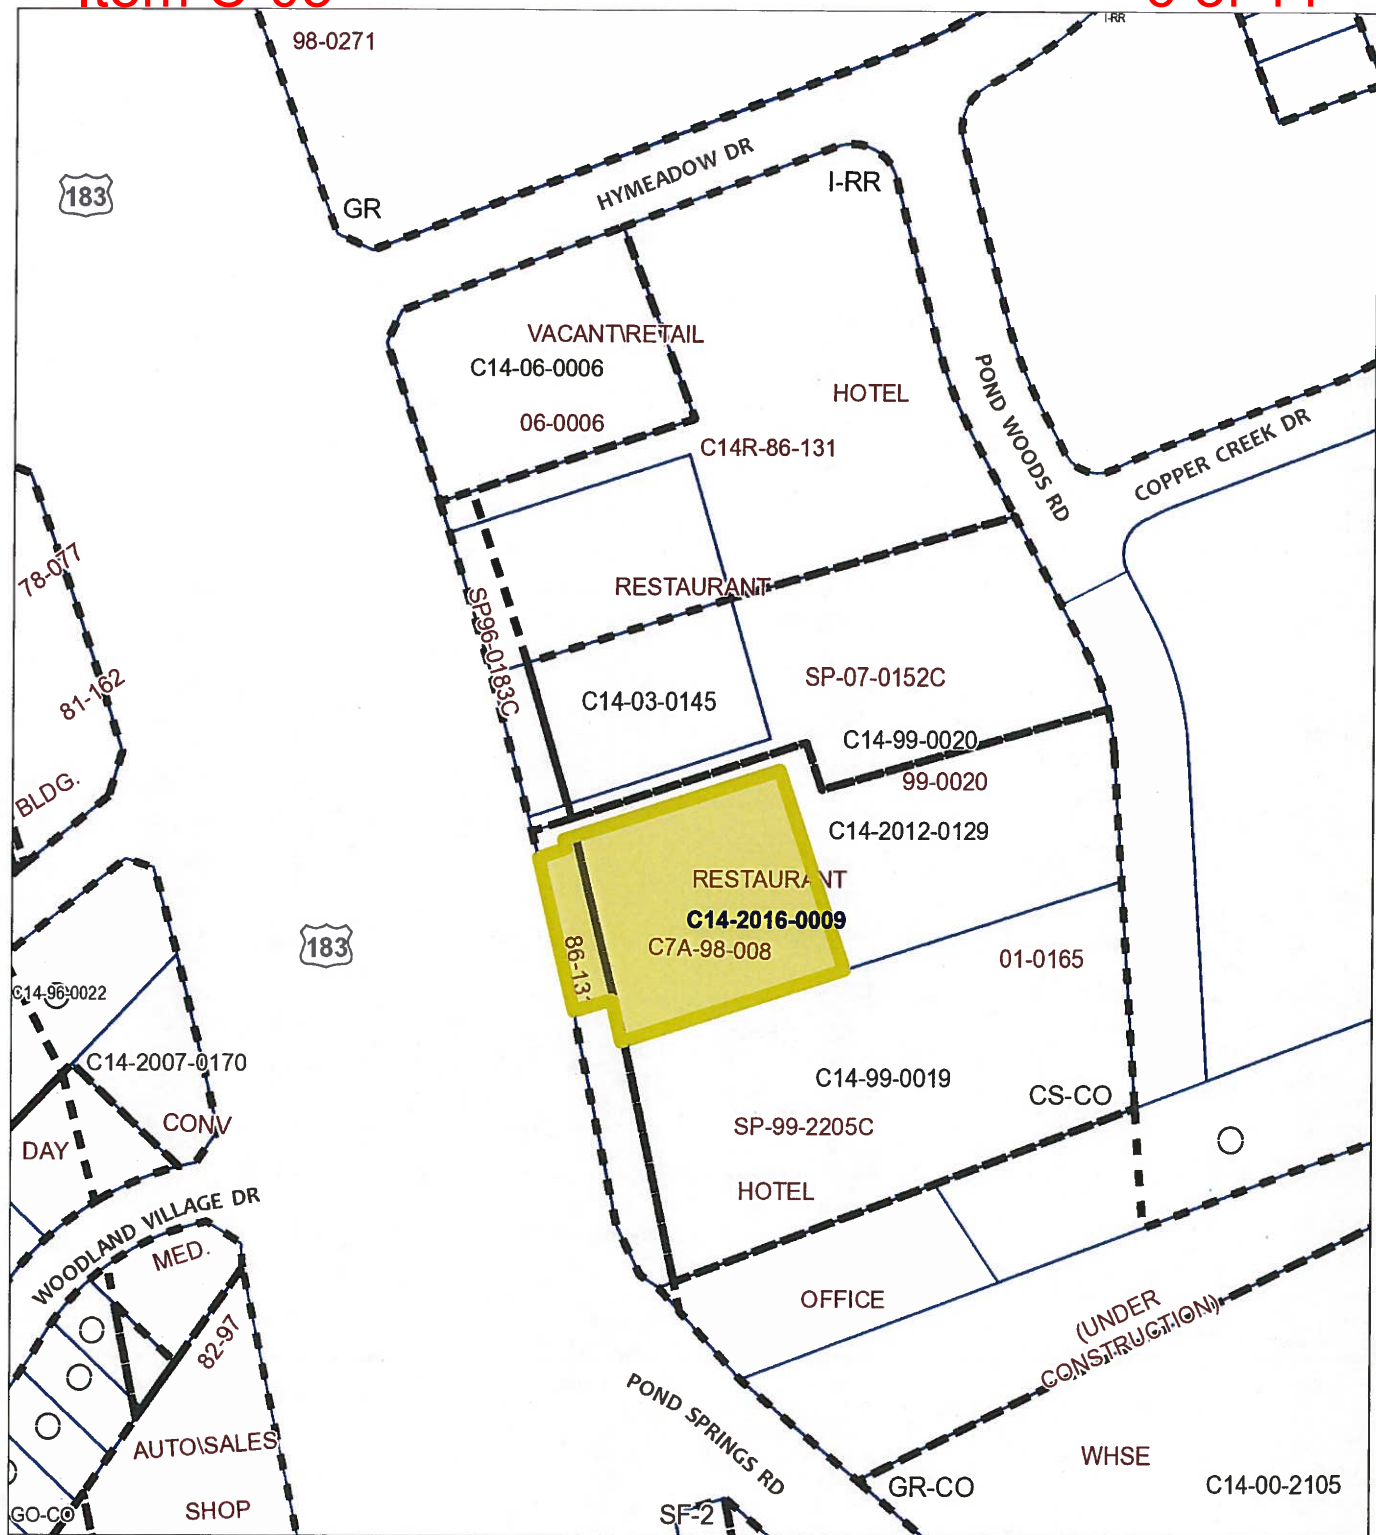 98-0271
I-RR
183
GR
HYMEADOW DR
I-RR
VACANT\RETAIL
C14-06-0006
06-0006
HOTEL
C14R-86-131
POND WOODS RD
COPPER CREEK DR
78-077
RESTAURANT
SP96-0183C
81-162
C14-03-0145
SP-07-0152C
C14-99-0020
99-0020
BLDG.
C14-2012-0129
RESTAURANT
C14-2016-0009
C7A-98-008
183
86-131
01-0165
C14-96-0022
C14-2007-0170
C14-99-0019
CS-CO
CONV
SP-99-2205C
DAY
HOTEL
WOODLAND VILLAGE DR
MED.
OFFICE
(UNDER
CONSTRUCTION)
82-97
POND SPRINGS RD
AUTO\SALES
WHSE
GR-CO
C14-00-2105
SHOP
GO-CO
SF-2